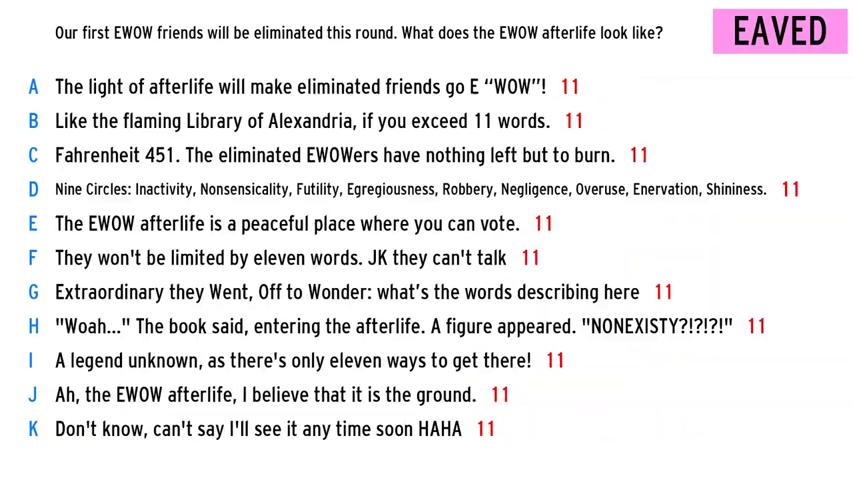 Our first EWOW friends will be eliminated this round. What does the EWOW afterlife look like?
EAVED
A The light of afterlife will make eliminated friends go E “WOW”! 11
B Like the flaming Library of Alexandria, if you exceed 11 words. 11
C Fahrenheit 451. The eliminated EWOWers have nothing left but to burn. 11
D Nine Circles: Inactivity, Nonsensicality, Futility, Egregiousness, Robbery, Negligence, Overuse, Enervation, Shininess. 11
E The EWOW afterlife is a peaceful place where you can vote. 11
F They won't be limited by eleven words. JK they can't talk 11
G Extraordinary they Went, Off to Wonder: what’s the words describing here 11
H "Woah..." The book said, entering the afterlife. A figure appeared. "NONEXISTY?!?!?!" 11
I A legend unknown, as there's only eleven ways to get there! 11
J Ah, the EWOW afterlife, I believe that it is the ground. 11
K Don't know, can't say I'll see it any time soon HAHA 11